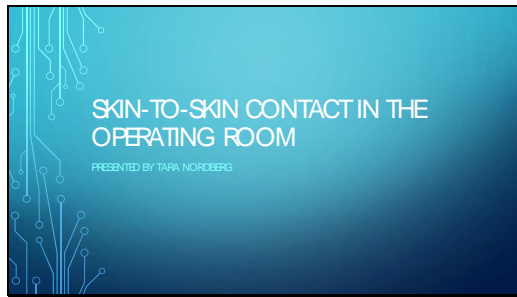 SKIN-TO-SKIN CONTACT IN THE
OPERATING ROOM
PRESENTED BY TARA NORDBERG